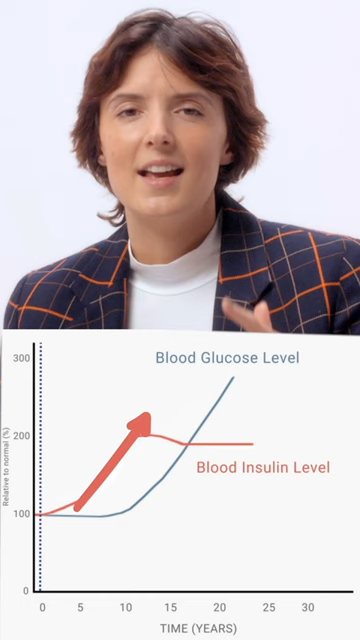 300
Blood Glucose Level
200
Blood Insulin Level
Relative to normal (%)
100
0
0 5 10 15 20 25 30
TIME (YEARS)